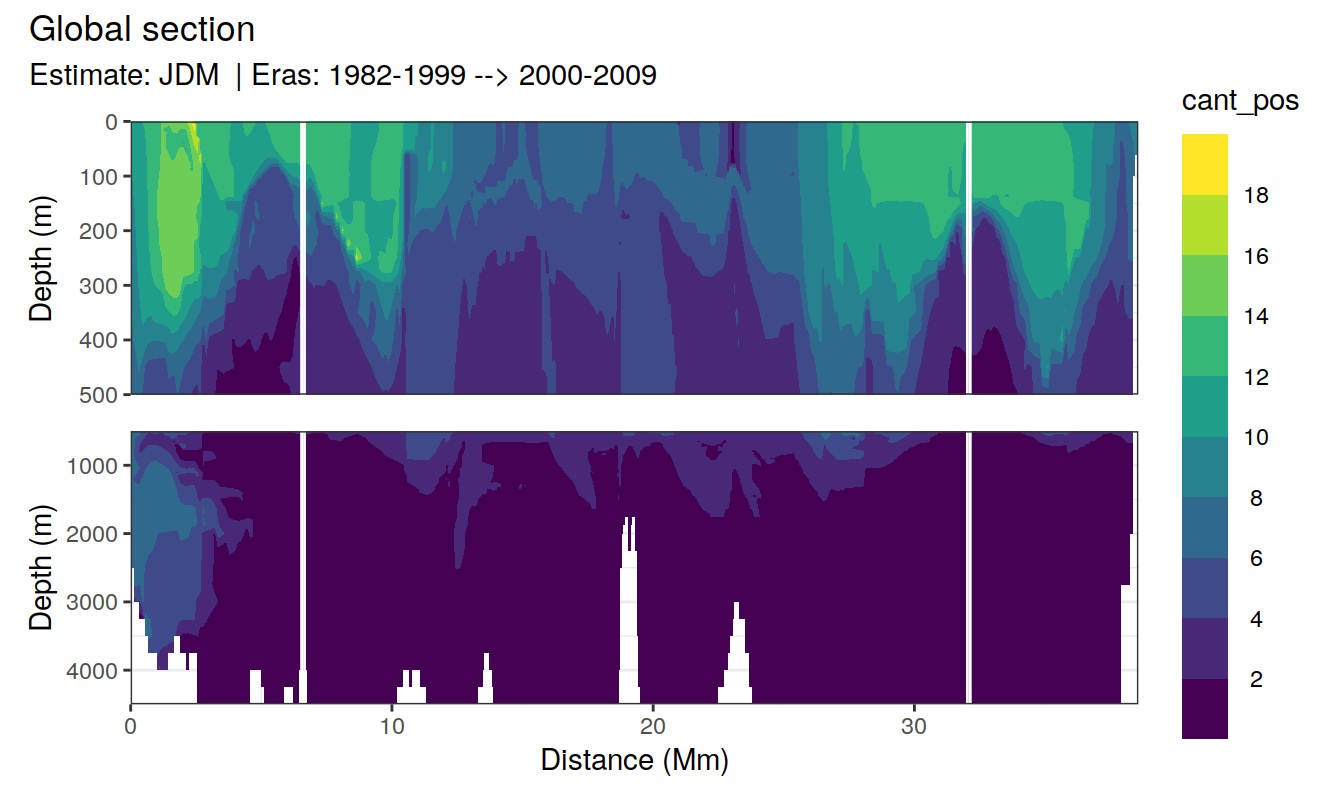 Global section
Estimate: JDM | Eras: 1982-1999 --> 2000-2009
cant_pos
18
16
14
12
10
8
6
4
2
Depth (m)
0
100
200
300
400
500
Depth (m)
1000
2000
3000
4000
0 10 20 30
Distance (Mm)